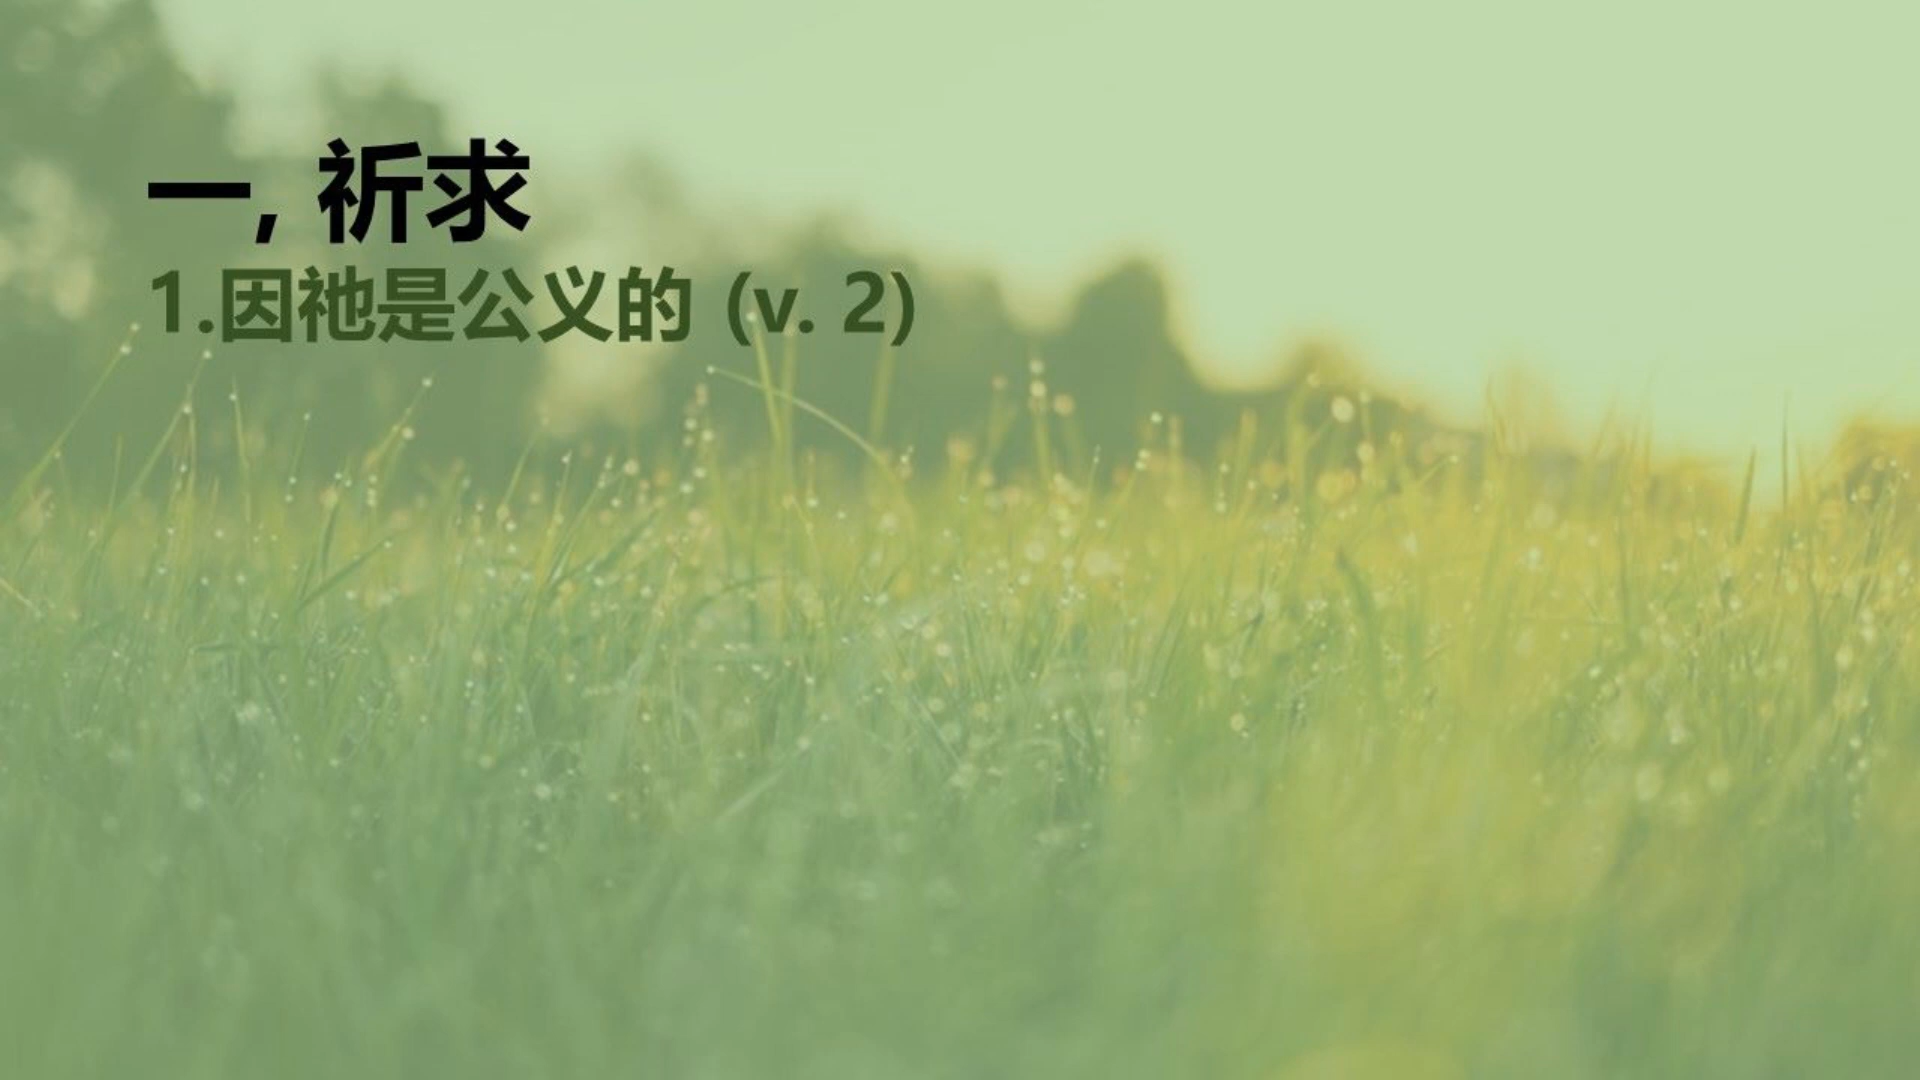 一, 祈求
1.因祂是公义的 (v. 2)